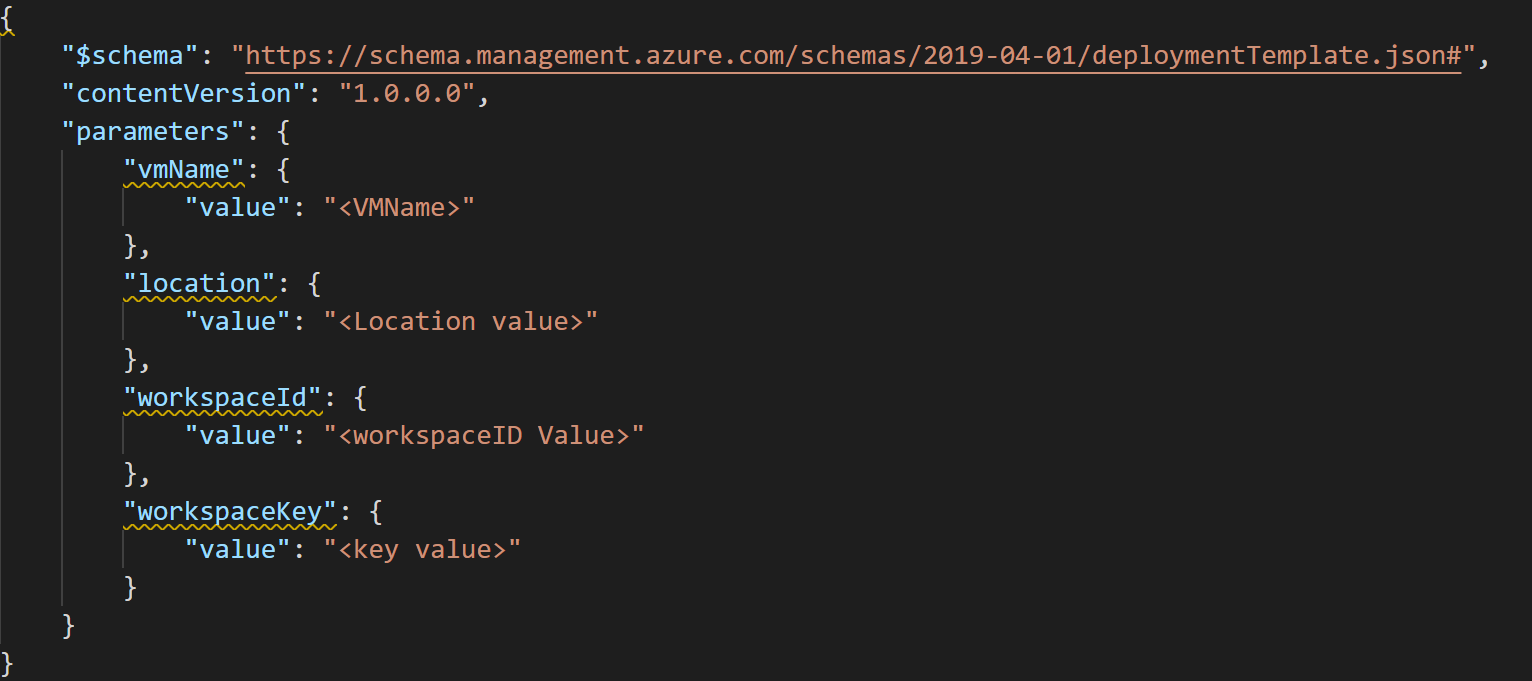 {
    "$schema": "https://schema.management.azure.com/schemas/2019-04-01/deploymentTemplate.json#",
    "contentVersion": "1.0.0.0",
    "parameters": {
        "vmName": {
            "value": "<VMName>"
        },
        "location": {
            "value": "<Location value>"
        },
        "workspaceId": {
            "value": "<workspaceID Value>"
        },
        "workspaceKey": {
            "value": "<key value>"
        }
    }
}